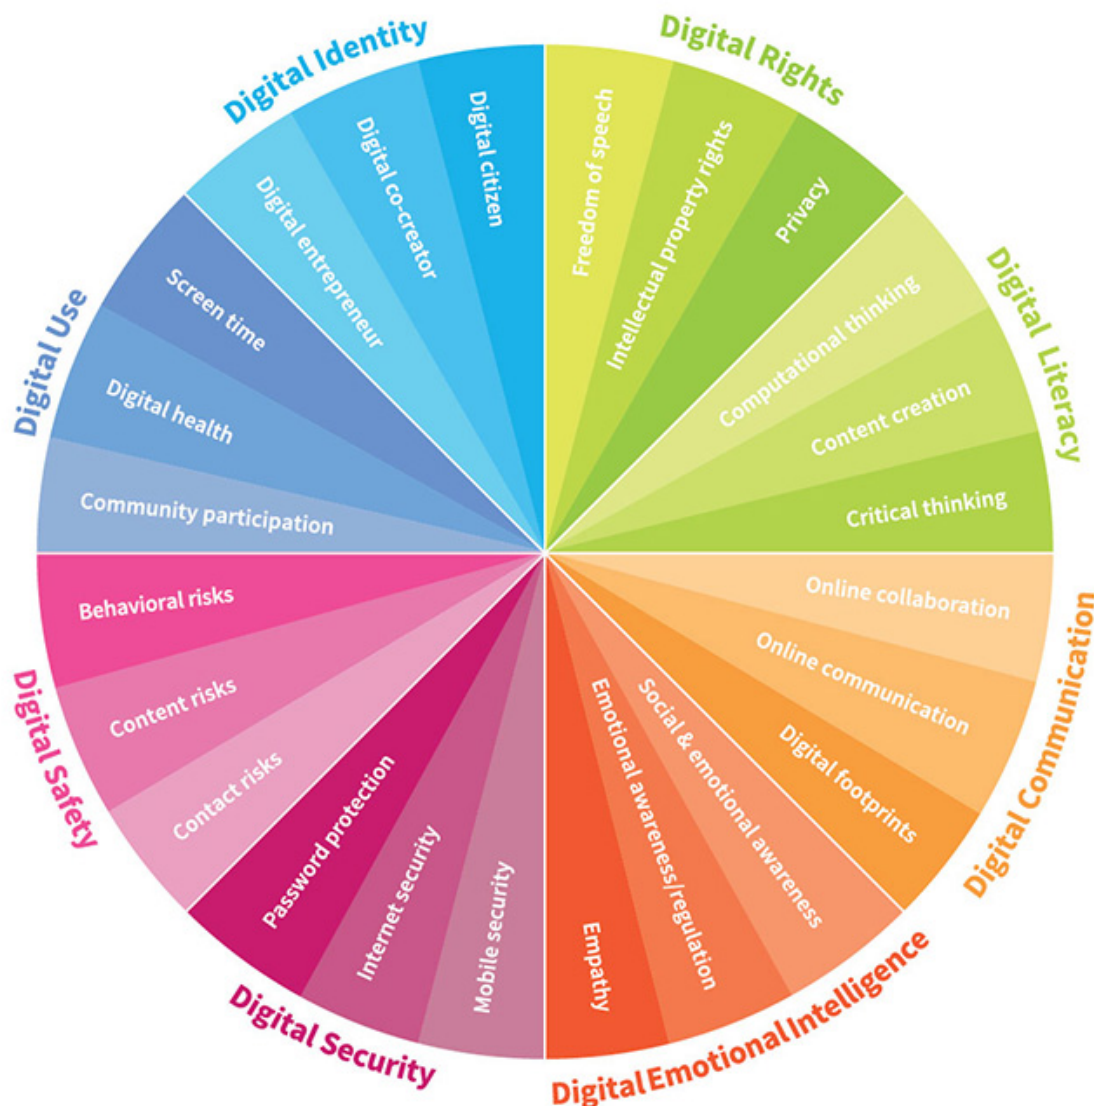 Digital Identity
Digital entrepreneur
Digital co-creator
Digital citizen
Digital Rights
Freedom of speech
Intellectual property rights
Privacy
Digital Literacy
Computational thinking
Content creation
Critical thinking
Digital Communication
Online collaboration
Online communication
Digital footprints
Digital Emotional Intelligence
Social & emotional awareness
Emotional awareness/regulation
Empathy
Digital Security
Mobile security
Internet security
Password protection
Digital Safety
Contact risks
Content risks
Behavioral risks
Digital Use
Community participation
Digital health
Screen time